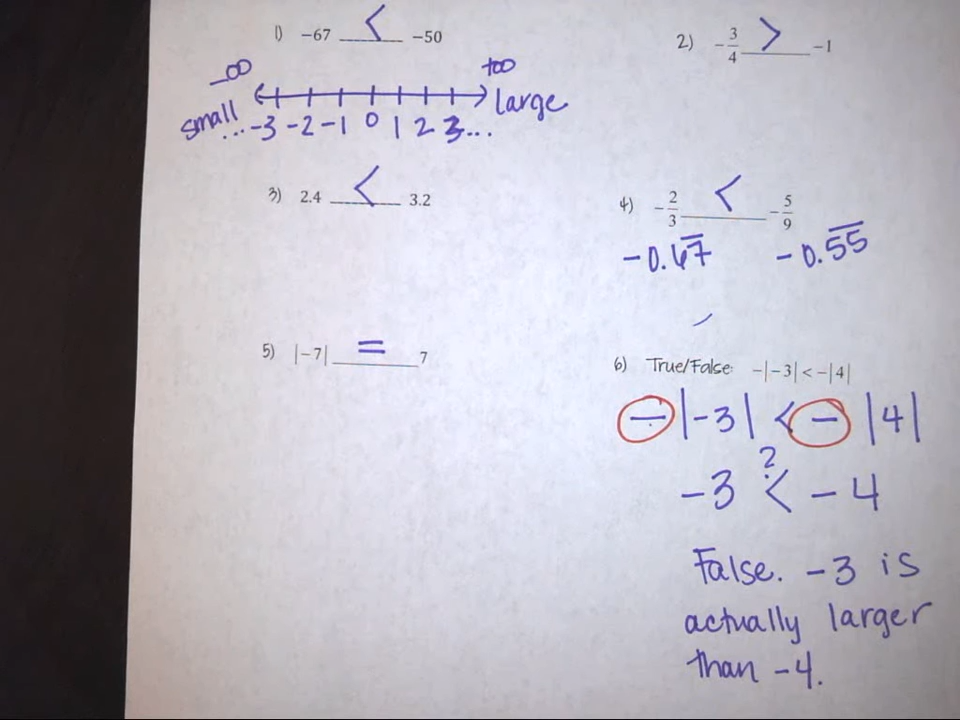 1) -67 < -50
2) -3/4 > -1
-∞ +∞
small large
...-3 -2 -1 0 1 2 3...
3) 2.4 < 3.2
4) -2/3 < -5/9
-0.67 -0.55
5) |-7| = 7
6) True/False: -|-3| < -|4|
-|-3| < -|4|
?
-3 < -4
False. -3 is
actually larger
than -4.